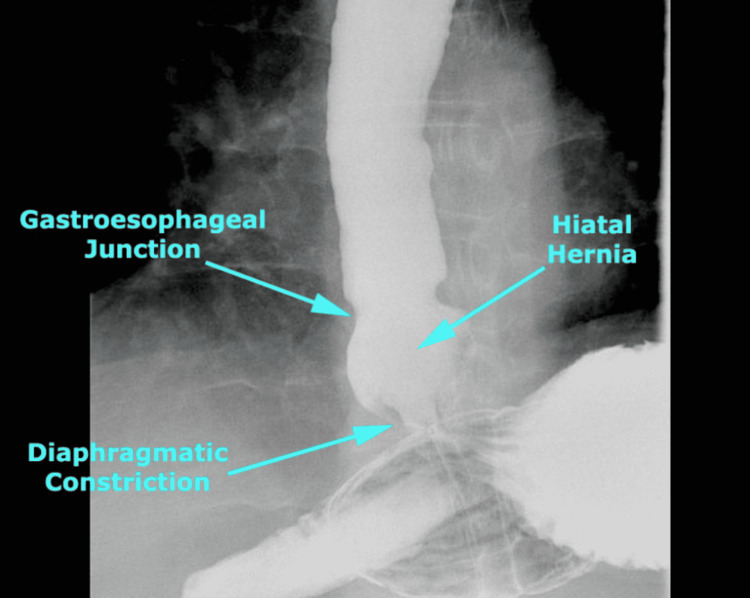 Gastroesophageal
Junction
Hiatal
Hernia
Diaphragmatic
Constriction